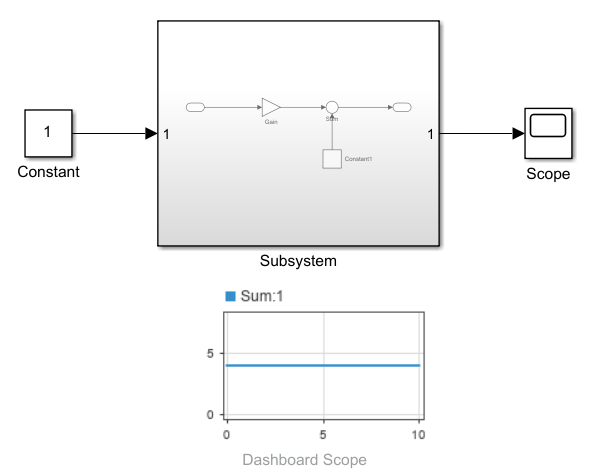 Gain
Sum
1
1
1
Constant1
Constant
Scope
Subsystem
Sum:1
5
0
0
5
10
Dashboard Scope